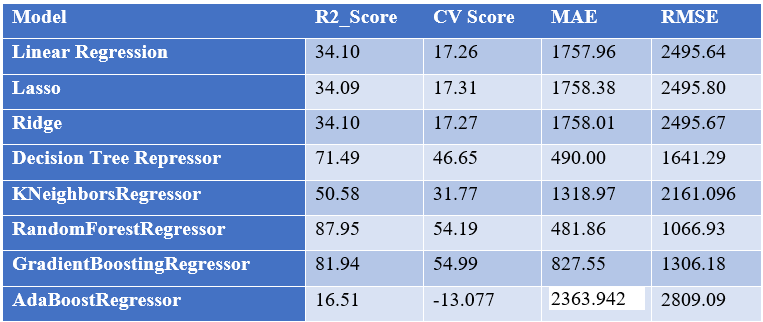 Model R2_Score CV Score MAE RMSE
Linear Regression 34.10 17.26 1757.96 2495.64
Lasso 34.09 17.31 1758.38 2495.80
Ridge 34.10 17.27 1758.01 2495.67
Decision Tree Repressor 71.49 46.65 490.00 1641.29
KNeighborsRegressor 50.58 31.77 1318.97 2161.096
RandomForestRegressor 87.95 54.19 481.86 1066.93
GradientBoostingRegressor 81.94 54.99 827.55 1306.18
AdaBoostRegressor 16.51 -13.077 2363.942 2809.09